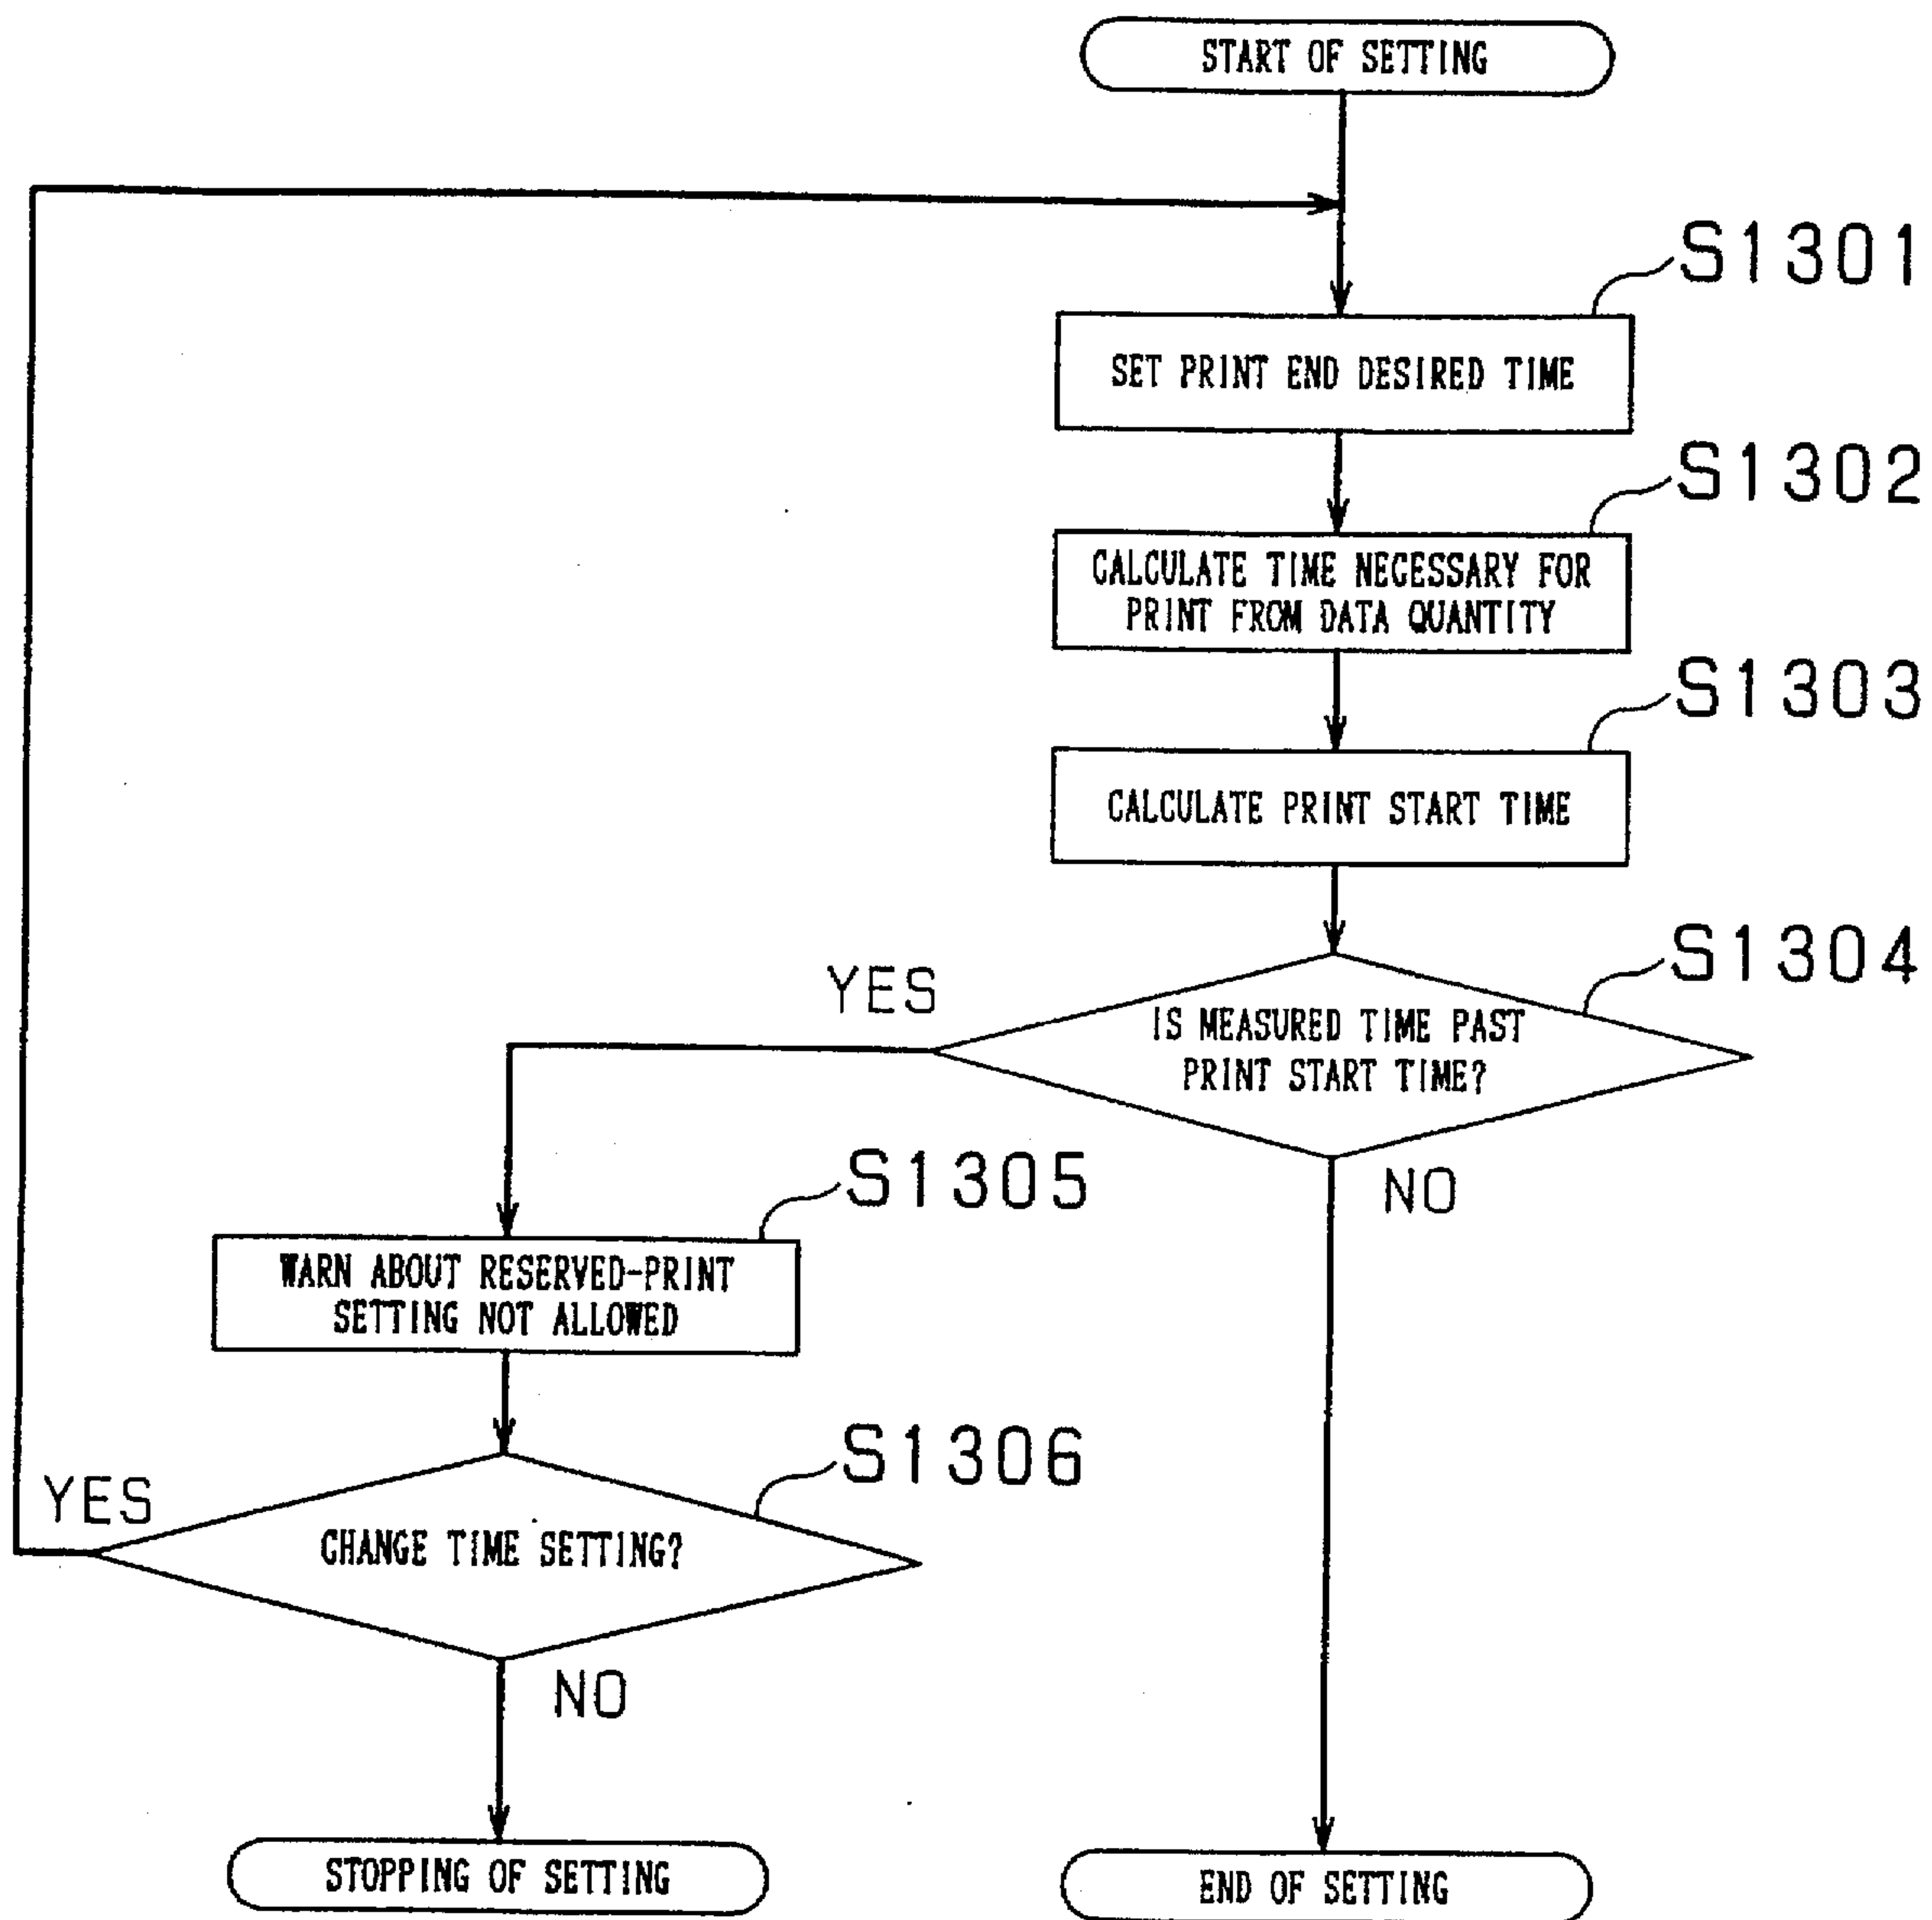 START OF SETTING
S1301
SET PRINT END DESIRED TIME
S1302
CALCULATE TIME NECESSARY FOR
PRINT FROM DATA QUANTITY
S1303
CALCULATE PRINT START TIME
S1304
YES
IS MEASURED TIME PAST
PRINT START TIME?
NO
S1305
WARN ABOUT RESERVED-PRINT
SETTING NOT ALLOWED
S1306
YES
CHANGE TIME SETTING?
NO
STOPPING OF SETTING
END OF SETTING